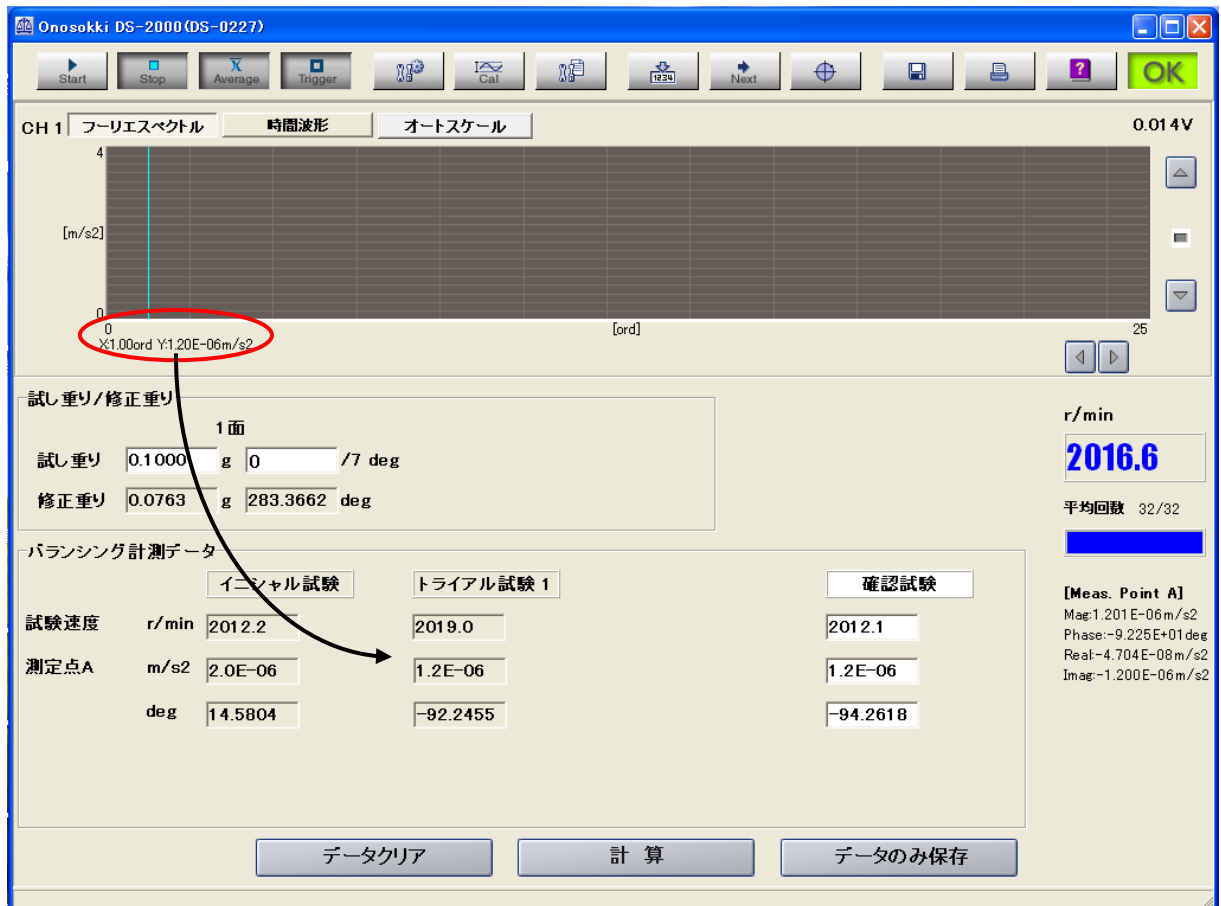 Onosokki DS-2000(DS-0227)
Start Stop Average Trigger Cal 1234 Next ? OK
CH 1 フーリエスペクトル 時間波形 オートスケール 0.014V
4
[m/s2]
0
0 [ord] 25
X:1.00ord Y:1.20E-06m/s2
試し重り/修正重り
1面
試し重り 0.1000 g 0 /7 deg
修正重り 0.0763 g 283.3662 deg
r/min
2016.6
平均回数 32/32
バランシング計測データ
イニシャル試験 トライアル試験 1 確認試験
試験速度 r/min 2012.2 2019.0 2012.1
測定点A m/s2 2.0E-06 1.2E-06 1.2E-06
deg 14.5804 -92.2455 -94.2618
[Meas. Point A]
Mag:1.201E-06m/s2
Phase:-9.225E+01deg
Real:-4.704E-08m/s2
Imag:-1.200E-06m/s2
データクリア 計 算 データのみ保存